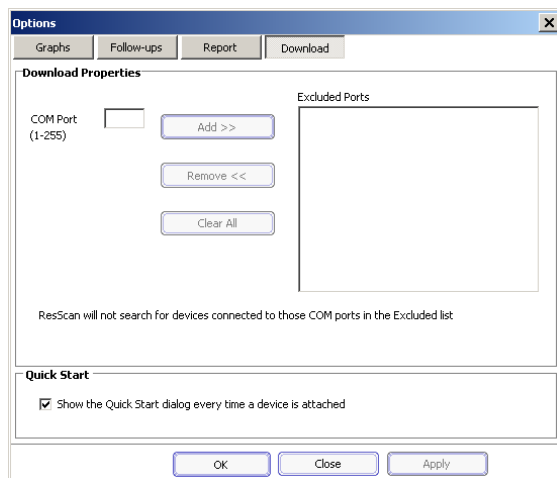 Options
Graphs Follow-ups Report Download
Download Properties
Excluded Ports
COM Port
(1-255)
Add >>
Remove <<
Clear All
ResScan will not search for devices connected to those COM ports in the Excluded list
Quick Start
Show the Quick Start dialog every time a device is attached
OK Close Apply